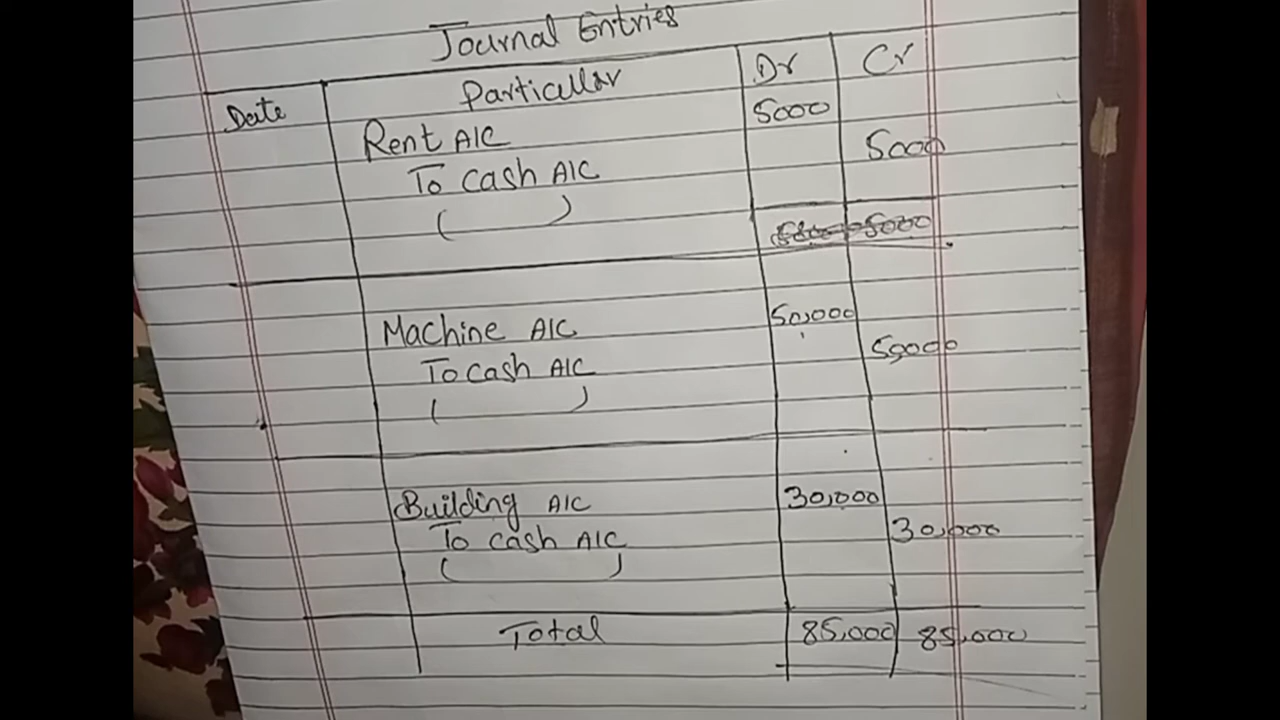 Journal Entries
Date Particular Dr Cr
Rent A/C 5000
To Cash A/C 5000
( )
5000 5000
Machine A/C 50,000
To Cash A/C 50000
( )
Building A/C 30,000
To Cash A/C 30,000
( )
Total 85,000 85,000